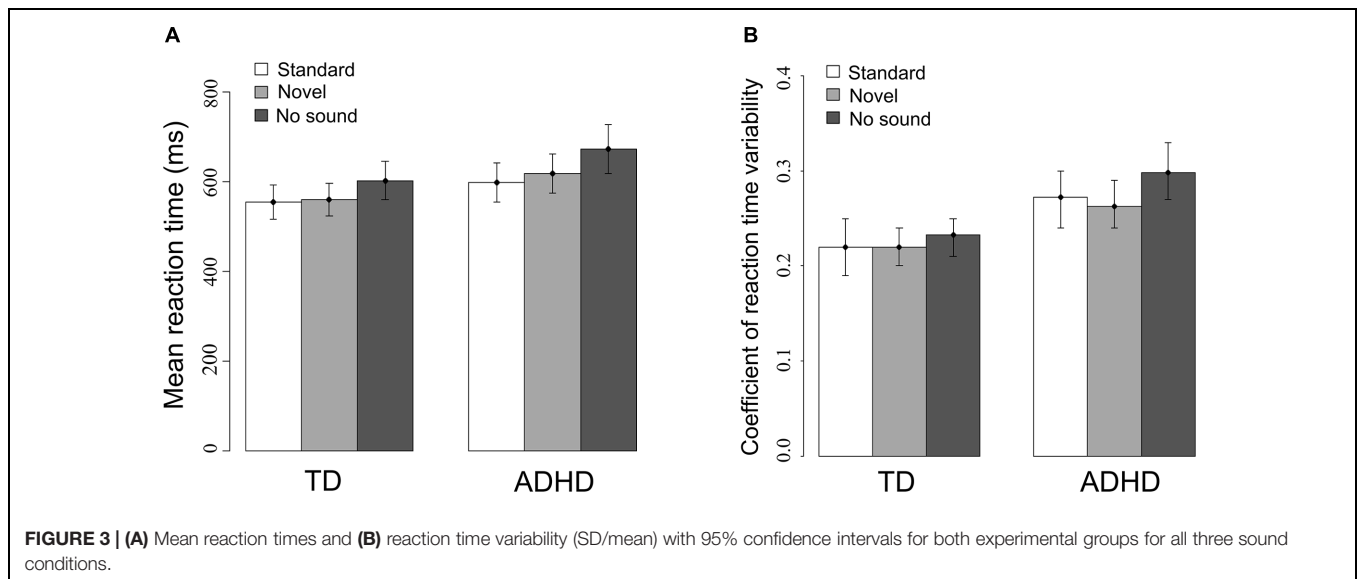 A
Standard
Novel
No sound
Mean reaction time (ms)
800
600
400
200
0
TD ADHD
B
Standard
Novel
No sound
Coefficient of reaction time variability
0.4
0.3
0.2
0.1
0.0
TD ADHD
FIGURE 3 | (A) Mean reaction times and (B) reaction time variability (SD/mean) with 95% confidence intervals for both experimental groups for all three sound
conditions.